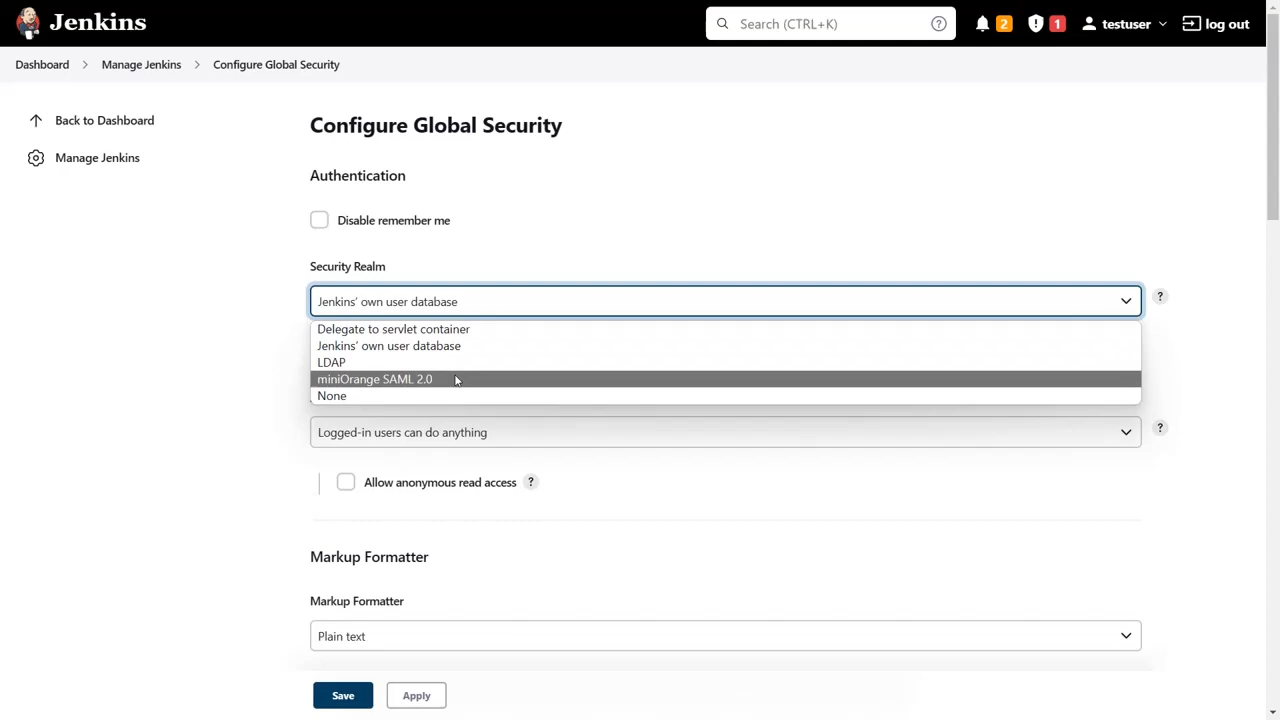 Jenkins
Search (CTRL+K)
?
2
1
testuser
log out
Dashboard
Manage Jenkins
Configure Global Security
Back to Dashboard
Manage Jenkins
Configure Global Security
Authentication
Disable remember me
Security Realm
Jenkins' own user database
?
Delegate to servlet container
Jenkins' own user database
LDAP
miniOrange SAML 2.0
None
Logged-in users can do anything
?
Allow anonymous read access ?
Markup Formatter
Markup Formatter
Plain text
Save
Apply